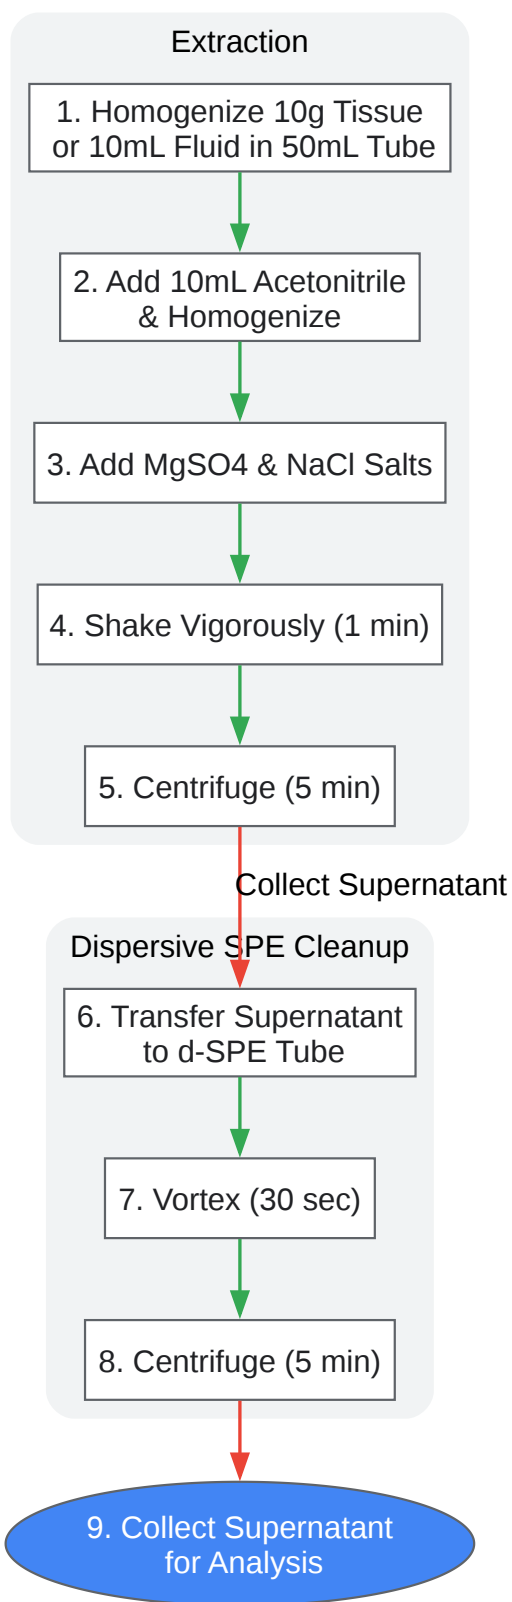 Extraction
1. Homogenize 10g Tissue
or 10mL Fluid in 50mL Tube
2. Add 10mL Acetonitrile
& Homogenize
3. Add MgSO4 & NaCl Salts
4. Shake Vigorously (1 min)
5. Centrifuge (5 min)
Collect Supernatant
Dispersive SPE Cleanup
6. Transfer Supernatant
to d-SPE Tube
7. Vortex (30 sec)
8. Centrifuge (5 min)
9. Collect Supernatant
for Analysis